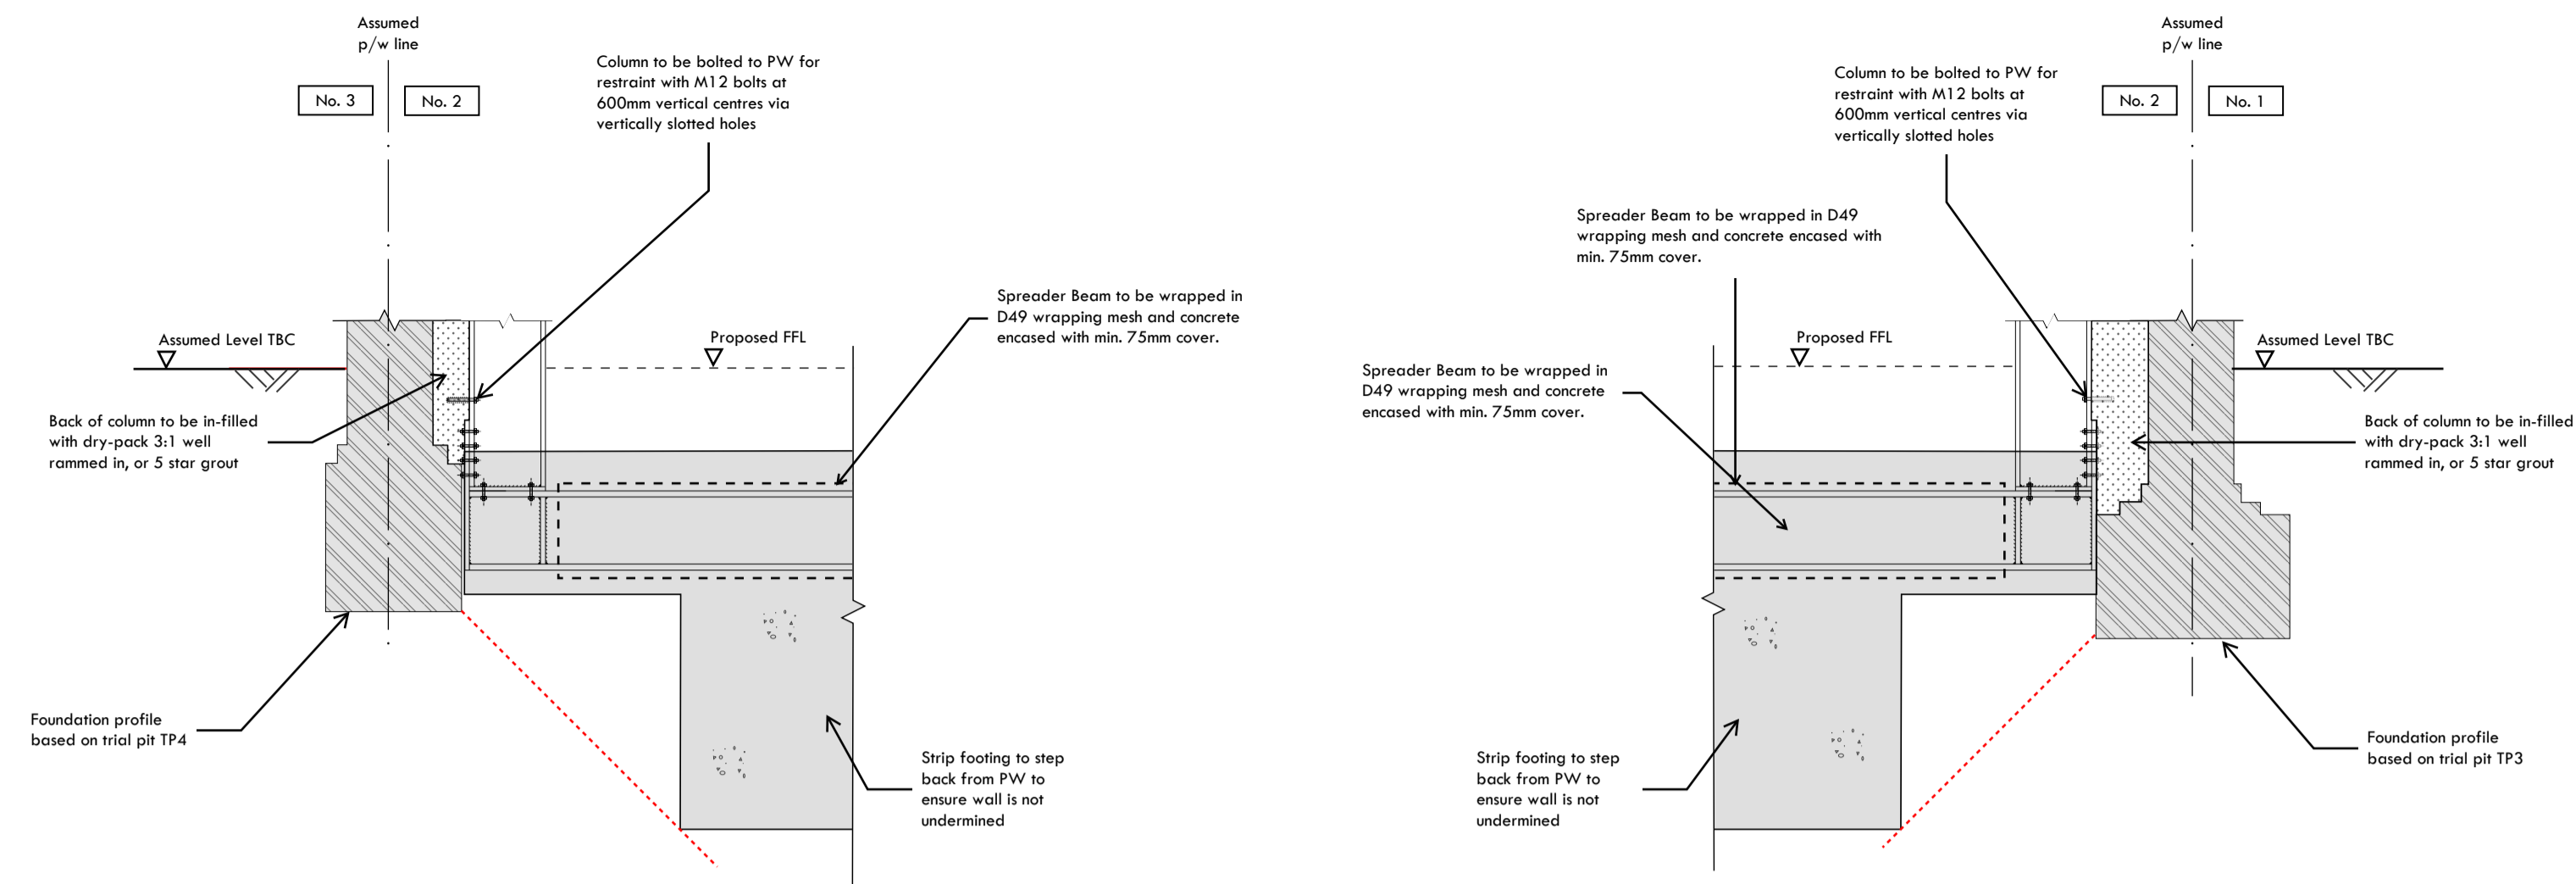 Assumed
p/w line
No. 3
No. 2
Column to be bolted to PW for
restraint with M12 bolts at
600mm vertical centres via
vertically slotted holes
Spreader Beam to be wrapped in
D49 wrapping mesh and concrete
encased with min. 75mm cover.
Assumed Level TBC
Proposed FFL
Back of column to be in-filled
with dry-pack 3:1 well
rammed in, or 5 star grout
Foundation profile
based on trial pit TP4
Strip footing to step
back from PW to
ensure wall is not
undermined
Assumed
p/w line
No. 2
No. 1
Column to be bolted to PW for
restraint with M12 bolts at
600mm vertical centres via
vertically slotted holes
Spreader Beam to be wrapped in D49
wrapping mesh and concrete encased with
min. 75mm cover.
Proposed FFL
Assumed Level TBC
Spreader Beam to be wrapped in
D49 wrapping mesh and concrete
encased with min. 75mm cover.
Back of column to be in-filled
with dry-pack 3:1 well
rammed in, or 5 star grout
Strip footing to step
back from PW to
ensure wall is not
undermined
Foundation profile
based on trial pit TP3